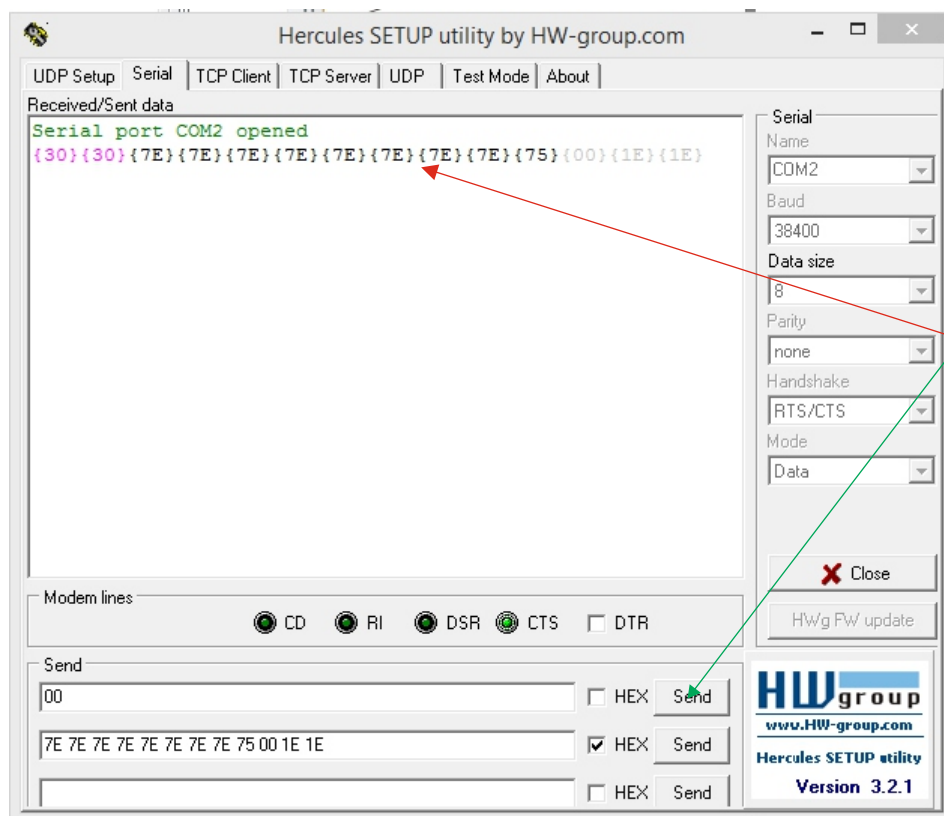 Hercules SETUP utility by HW-group.com
UDP Setup Serial TCP Client TCP Server UDP Test Mode About
Received/Sent data
Serial port COM2 opened
{30}{30}{7E}{7E}{7E}{7E}{7E}{7E}{7E}{7E}{75}{00}{1E}{1E}
Serial
Name
COM2
Baud
38400
Data size
8
Parity
none
Handshake
RTS/CTS
Mode
Data
Close
HWg FW update
Modem lines
CD RI DSR CTS DTR
Send
00 HEX Send
7E 7E 7E 7E 7E 7E 7E 7E 75 00 1E 1E HEX Send
HEX Send
HW group
www.HW-group.com
Hercules SETUP utility
Version 3.2.1